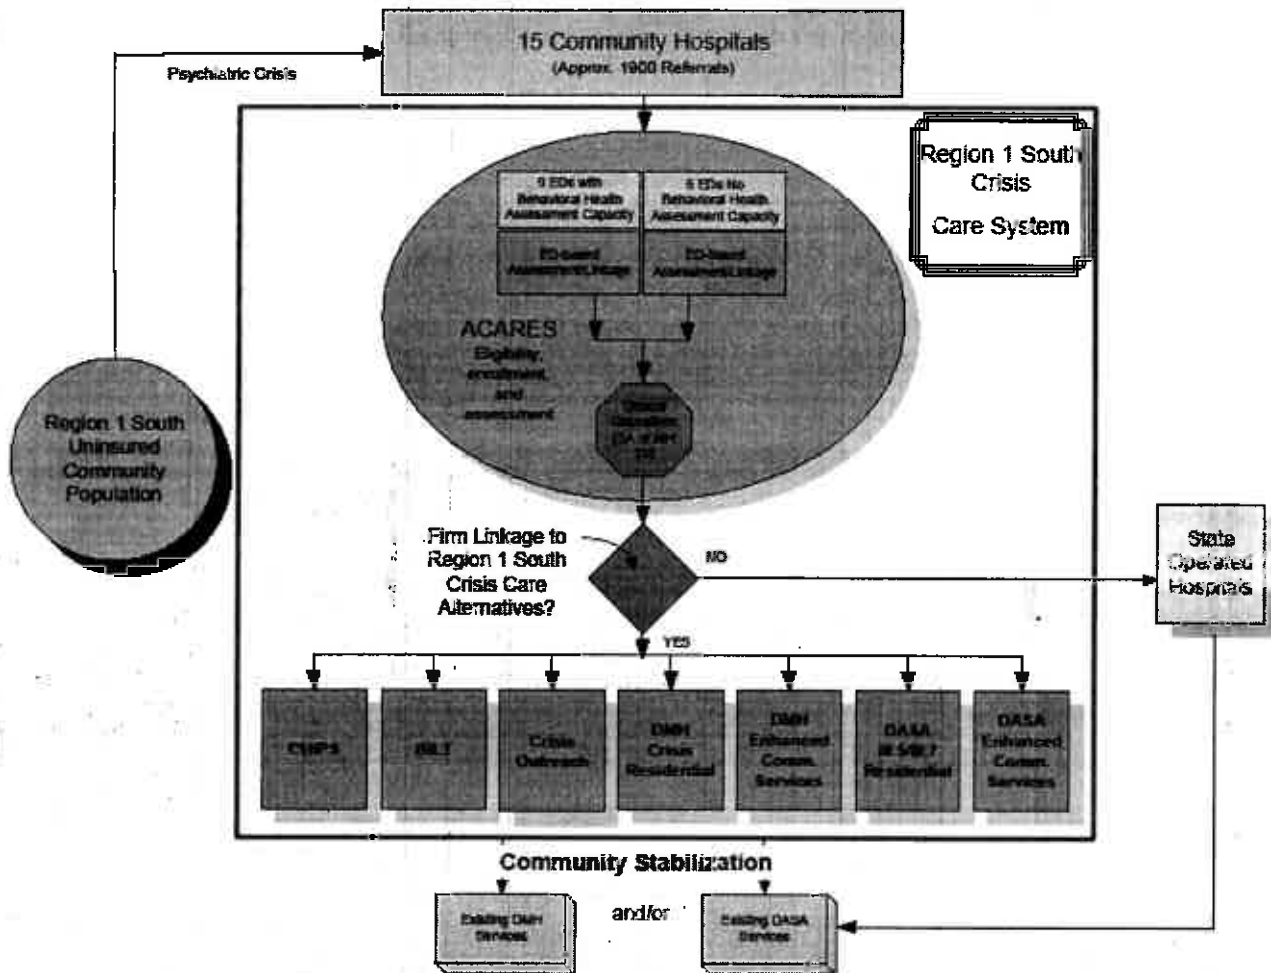 15 Community Hospitals
(Approx. 1900 Referrals)
Psychiatric Crisis
Region 1 South
Crisis
Care System
9 EDs with
Behavioral Health
Assessment Capacity
6 EDs No
Behavioral Health
Assessment Capacity
ED-based
Assessment/Linkage
ED-based
Assessment/Linkage
ACARES
Eligibility,
enrollment,
and
assessment
Region 1 South
Uninsured
Community
Population
Firm Linkage to
Region 1 South
Crisis Care
Alternatives?
NO
State
Operated
Hospitals
YES
CHIPS
Crisis
Outreach
DMH
Crisis
Residential
DMH
Enhanced
Comm.
Services
DASA
Residential
DASA
Enhanced
Comm.
Services
Community Stabilization
Existing DMH
Services
and/or
Existing DASA
Services